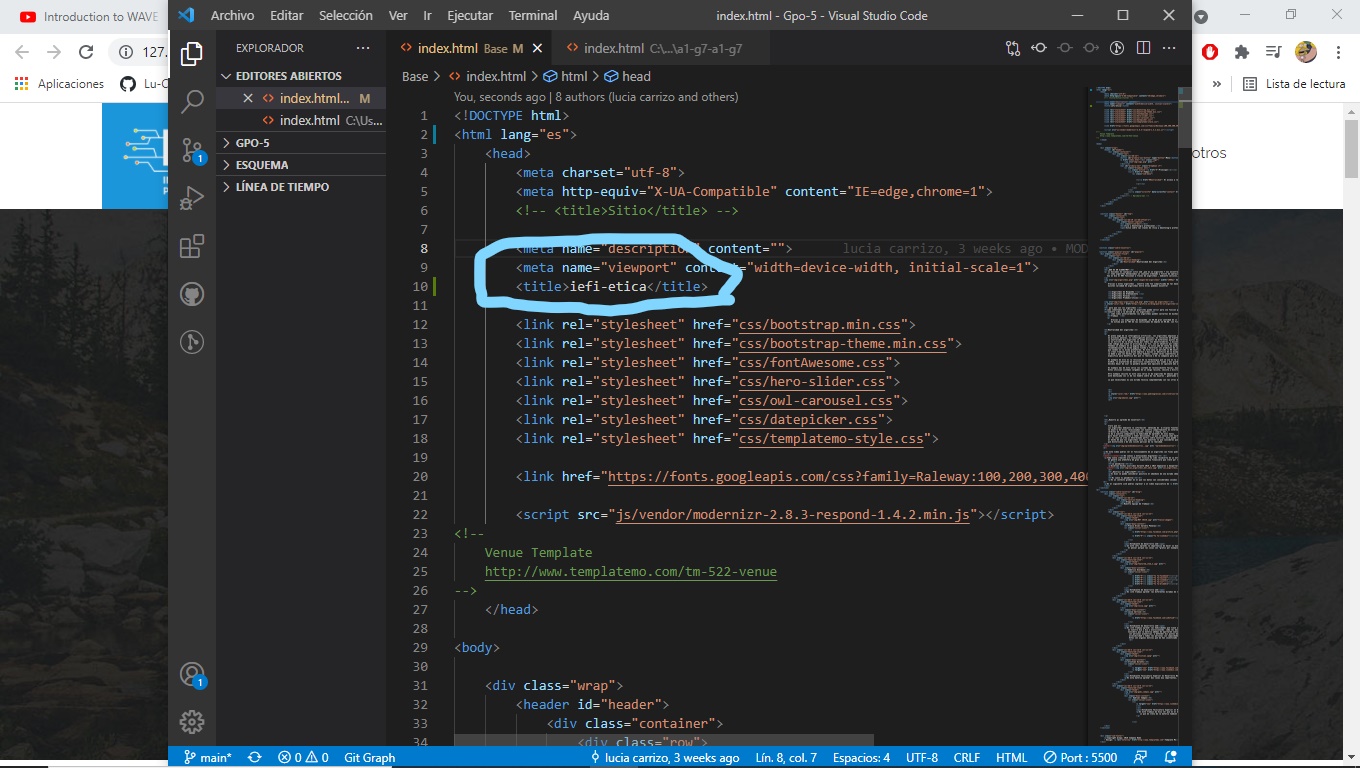 Introduction to WAVE
Archivo Editar Selección Ver Ir Ejecutar Terminal Ayuda
index.html - Gpo-5 - Visual Studio Code
127.
Aplicaciones
Lu-C
Lista de lectura
otros
EXPLORADOR
EDITORES ABIERTOS
index.html... M
index.html C:\Us...
GPO-5
ESQUEMA
LÍNEA DE TIEMPO
index.html Base M
index.html C:\...\a1-g7-a1-g7
Base > index.html > html > head
You, seconds ago | 8 authors (lucia carrizo and others)
1 <!DOCTYPE html>
2 <html lang="es">
3 <head>
4 <meta charset="utf-8">
5 <meta http-equiv="X-UA-Compatible" content="IE=edge,chrome=1">
6 <!-- <title>Sitio</title> -->
7
8 <meta name="description" content=""> lucia carrizo, 3 weeks ago • MOD
9 <meta name="viewport" content="width=device-width, initial-scale=1">
10 <title>iefi-etica</title>
11
12 <link rel="stylesheet" href="css/bootstrap.min.css">
13 <link rel="stylesheet" href="css/bootstrap-theme.min.css">
14 <link rel="stylesheet" href="css/fontAwesome.css">
15 <link rel="stylesheet" href="css/hero-slider.css">
16 <link rel="stylesheet" href="css/owl-carousel.css">
17 <link rel="stylesheet" href="css/datepicker.css">
18 <link rel="stylesheet" href="css/templatemo-style.css">
19
20 <link href="https://fonts.googleapis.com/css?family=Raleway:100,200,300,400
21
22 <script src="js/vendor/modernizr-2.8.3-respond-1.4.2.min.js"></script>
23 <!--
24 Venue Template
25 http://www.templatemo.com/tm-522-venue
26 -->
27 </head>
28
29 <body>
30
31 <div class="wrap">
32 <header id="header">
33 <div class="container">
34 <div class="row">
1
1
main* 0 0 Git Graph
lucia carrizo, 3 weeks ago Lín. 8, col. 7 Espacios: 4 UTF-8 CRLF HTML Port : 5500